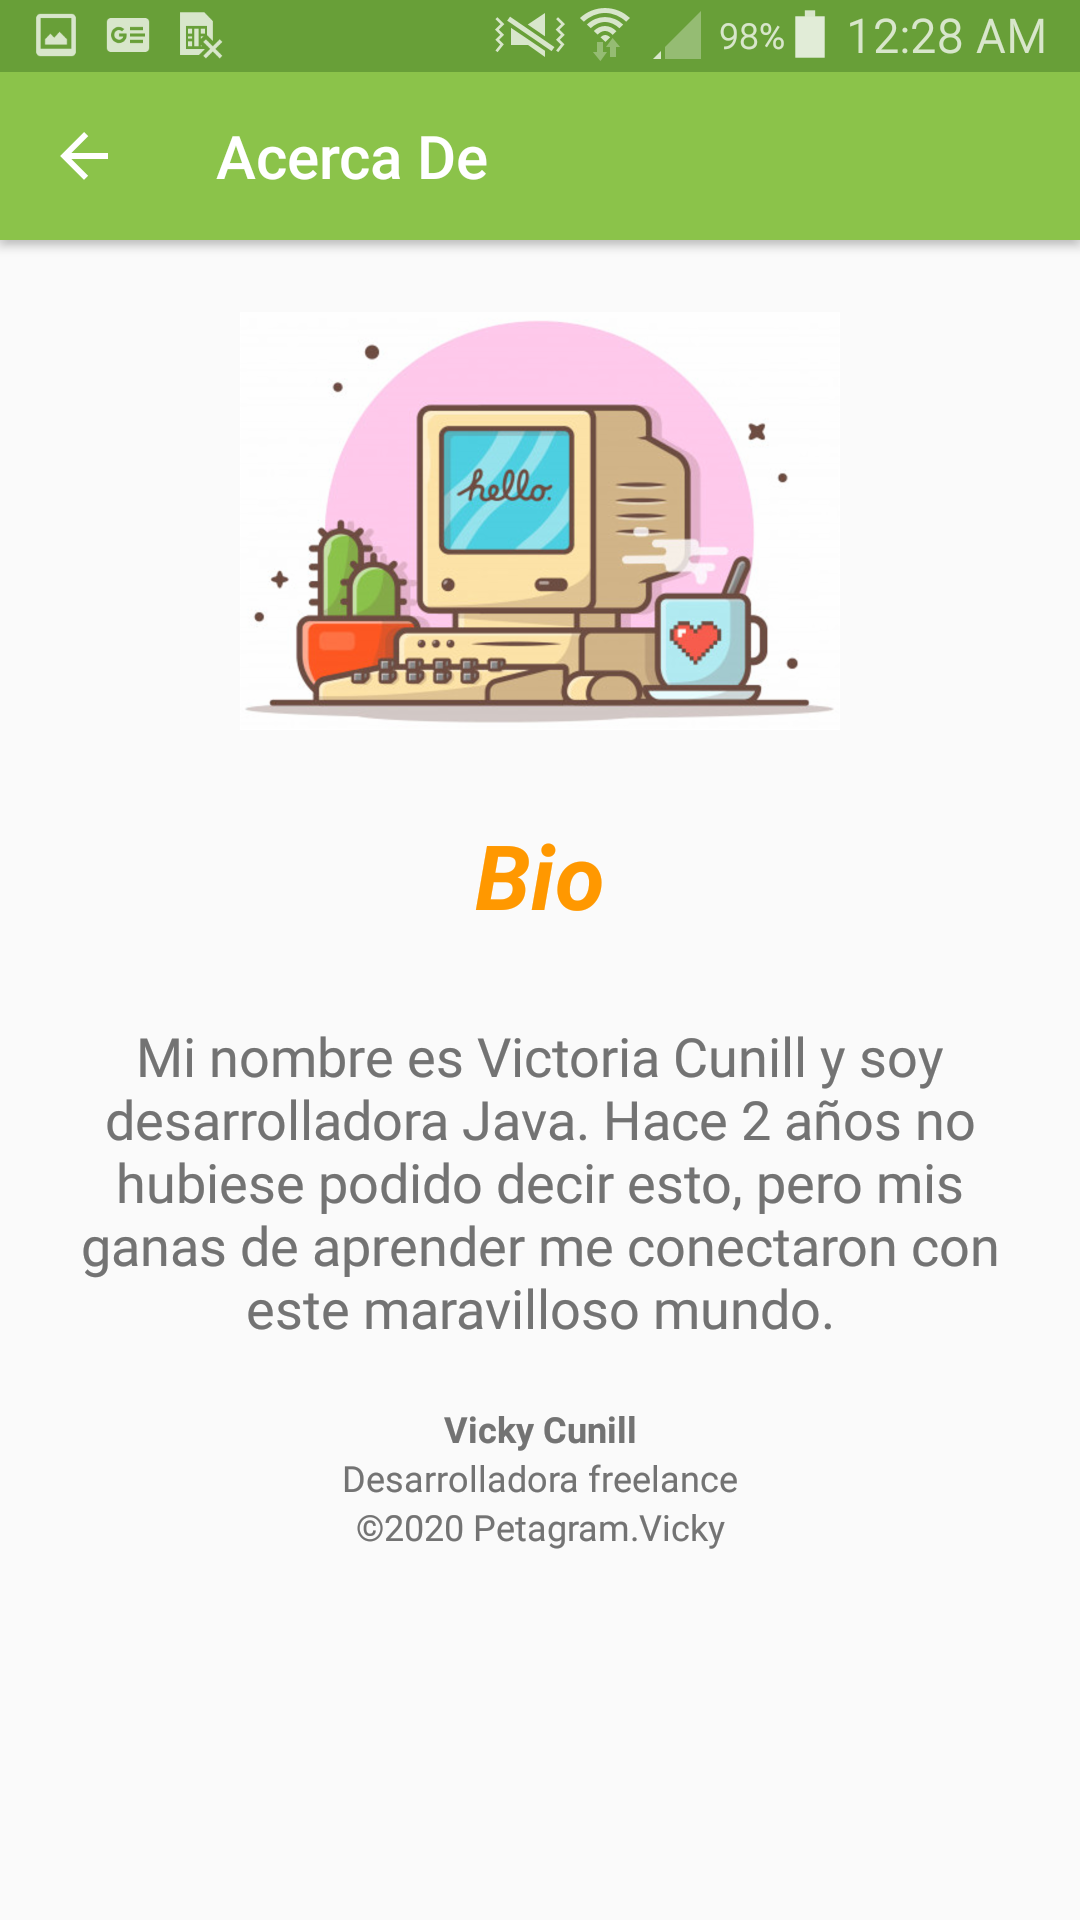 GE
98%
12:28 AM
Acerca De
hello.
Bio
Mi nombre es Victoria Cunill y soy
desarrolladora Java. Hace 2 años no
hubiese podido decir esto, pero mis
ganas de aprender me conectaron con
este maravilloso mundo.
Vicky Cunill
Desarrolladora freelance
©2020 Petagram.Vicky